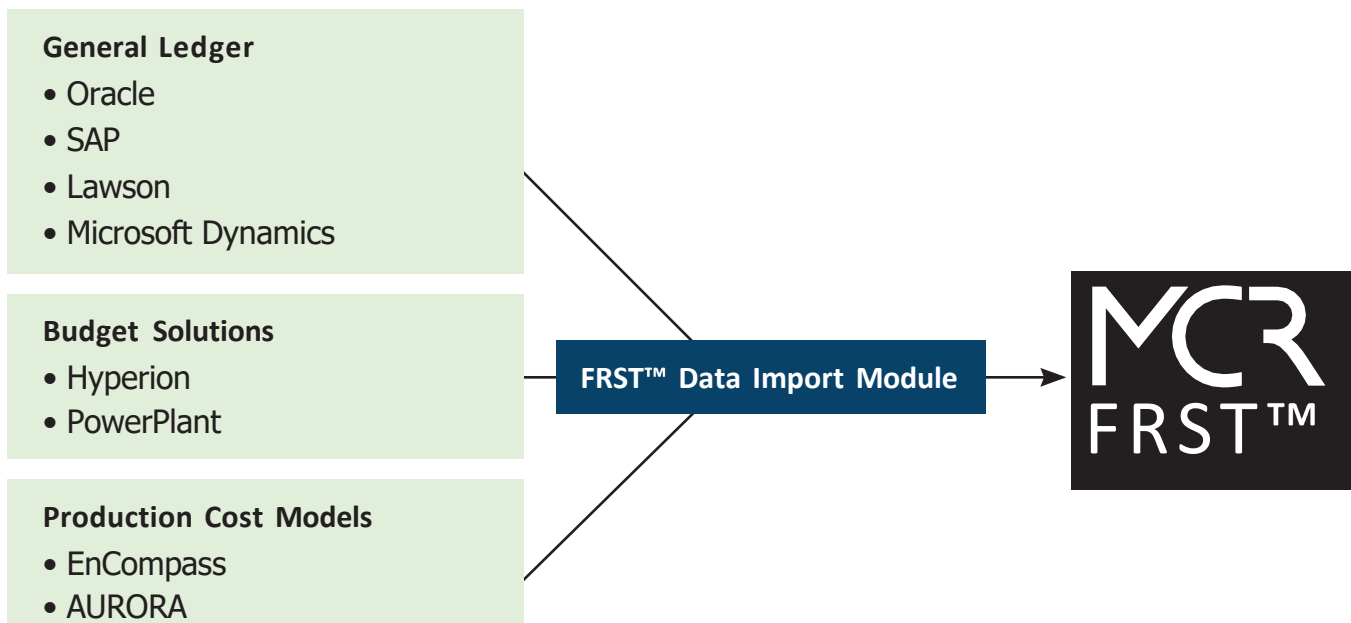 General Ledger
• Oracle
• SAP
• Lawson
• Microsoft Dynamics
Budget Solutions
• Hyperion
• PowerPlant
Production Cost Models
• EnCompass
• AURORA
FRST™ Data Import Module
MCR
FRST™